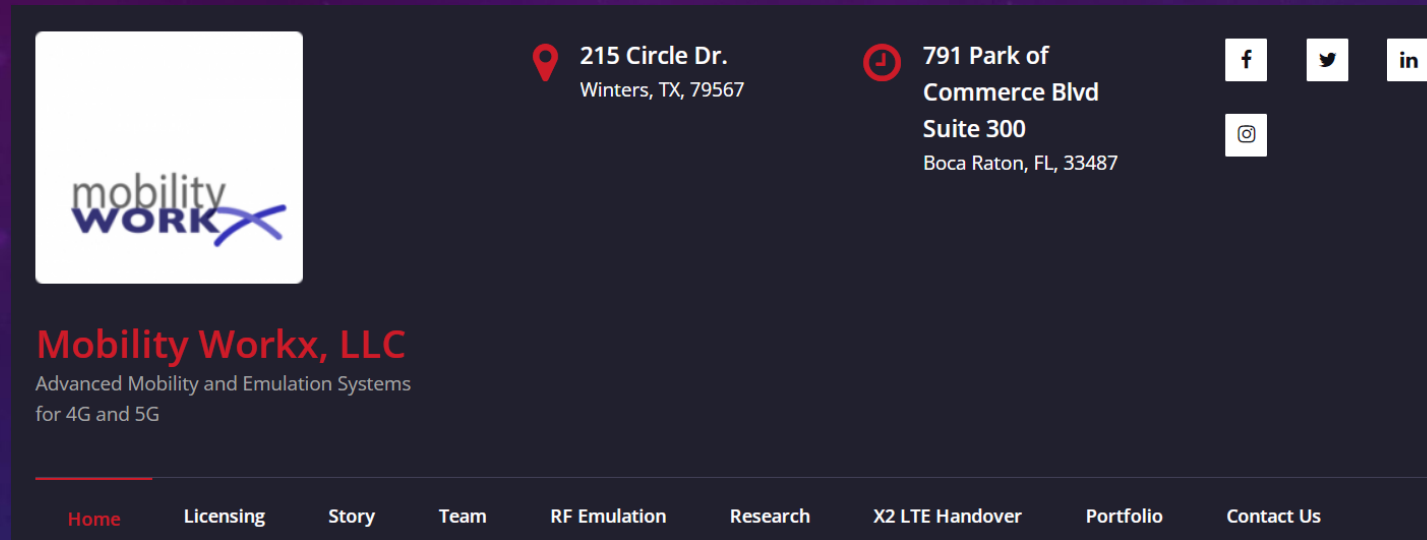 mobility
WORKX
215 Circle Dr.
Winters, TX, 79567
791 Park of
Commerce Blvd
Suite 300
Boca Raton, FL, 33487
f
in
Mobility Workx, LLC
Advanced Mobility and Emulation Systems
for 4G and 5G
Home Licensing Story Team RF Emulation Research X2 LTE Handover Portfolio Contact Us